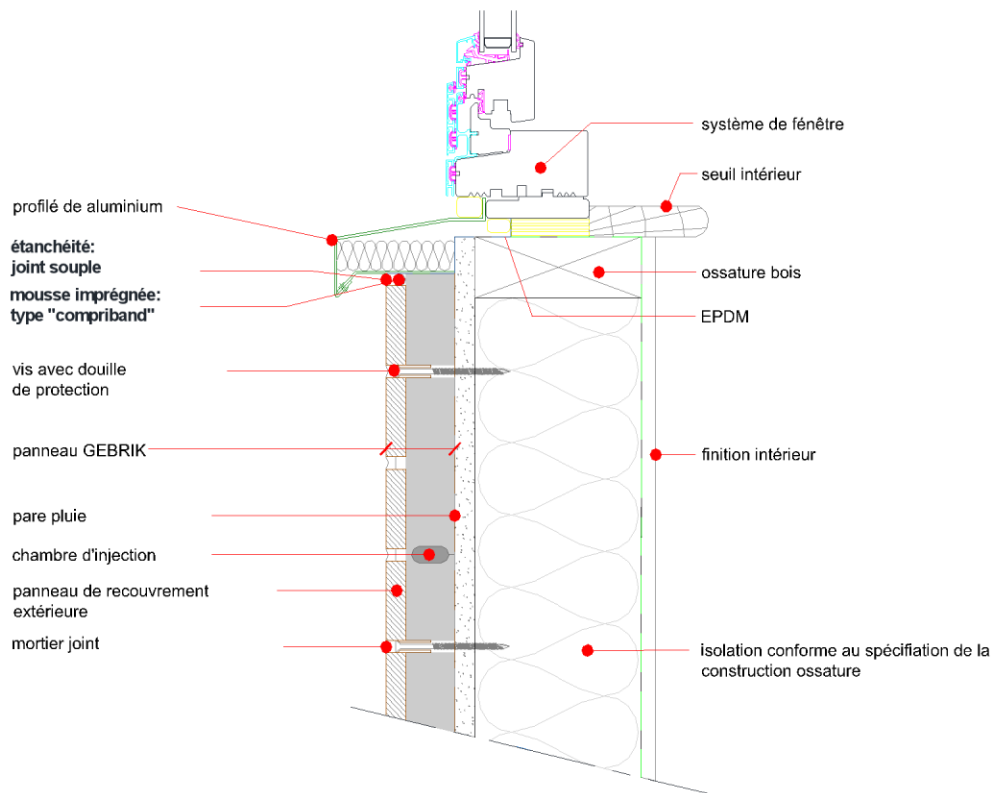 système de fénêtre
seuil intérieur
profilé de aluminium
étanchéité:
joint souple
ossature bois
mousse imprégnée:
type "compriband"
EPDM
vis avec douille
de protection
panneau GEBRIK
finition intérieur
pare pluie
chambre d'injection
panneau de recouvrement
extérieure
mortier joint
isolation conforme au spécifiation de la
construction ossature